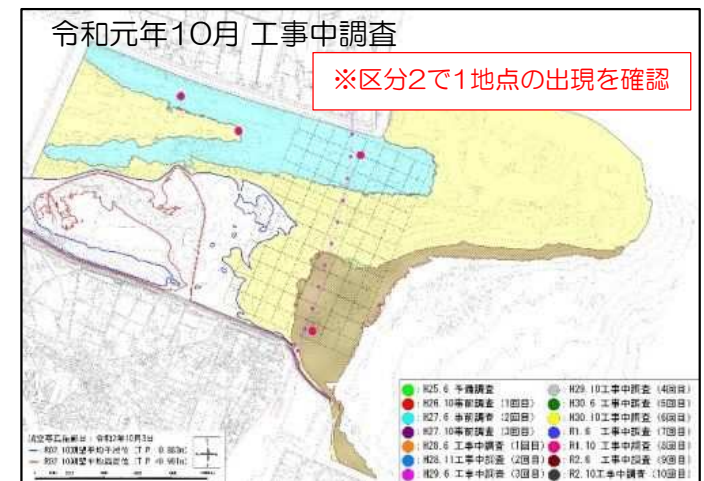 令和元年10月 工事中調査
※区分2で1地点の出現を確認
H25.6 予備調査
H26.10事前調査（1回目）
H27.6 事前調査（2回目）
H27.10事前調査（3回目）
H28.6 工事中調査（1回目）
H28.11工事中調査（2回目）
H29.6 工事中調査（3回目）
H29.10工事中調査（4回目）
H30.6 工事中調査（5回目）
H30.10工事中調査（6回目）
R1.6 工事中調査（7回目）
R1.10 工事中調査（8回目）
R2.6 工事中調査（9回目）
R2.10工事中調査（10回目）